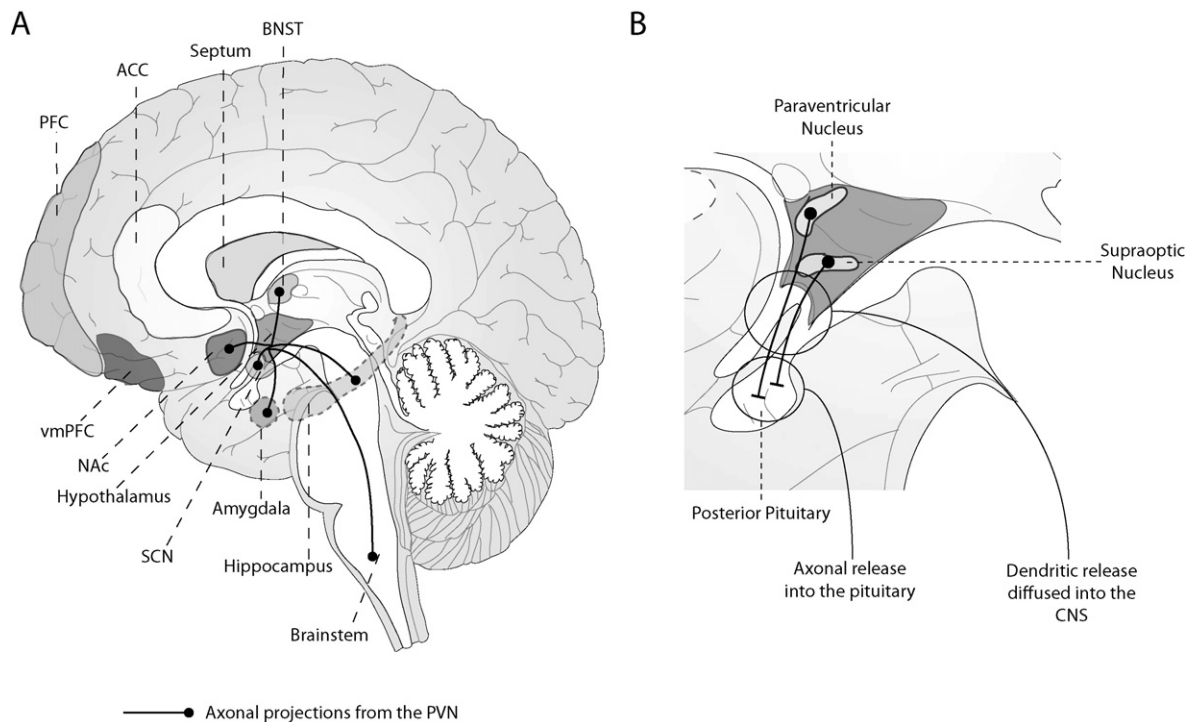 A
BNST
Septum
ACC
PFC
vmPFC
NAc
Hypothalamus
SCN
Amygdala
Hippocampus
Brainstem
Axonal projections from the PVN
B
Paraventricular
Nucleus
Supraoptic
Nucleus
Posterior Pituitary
Axonal release
into the pituitary
Dendritic release
diffused into the
CNS